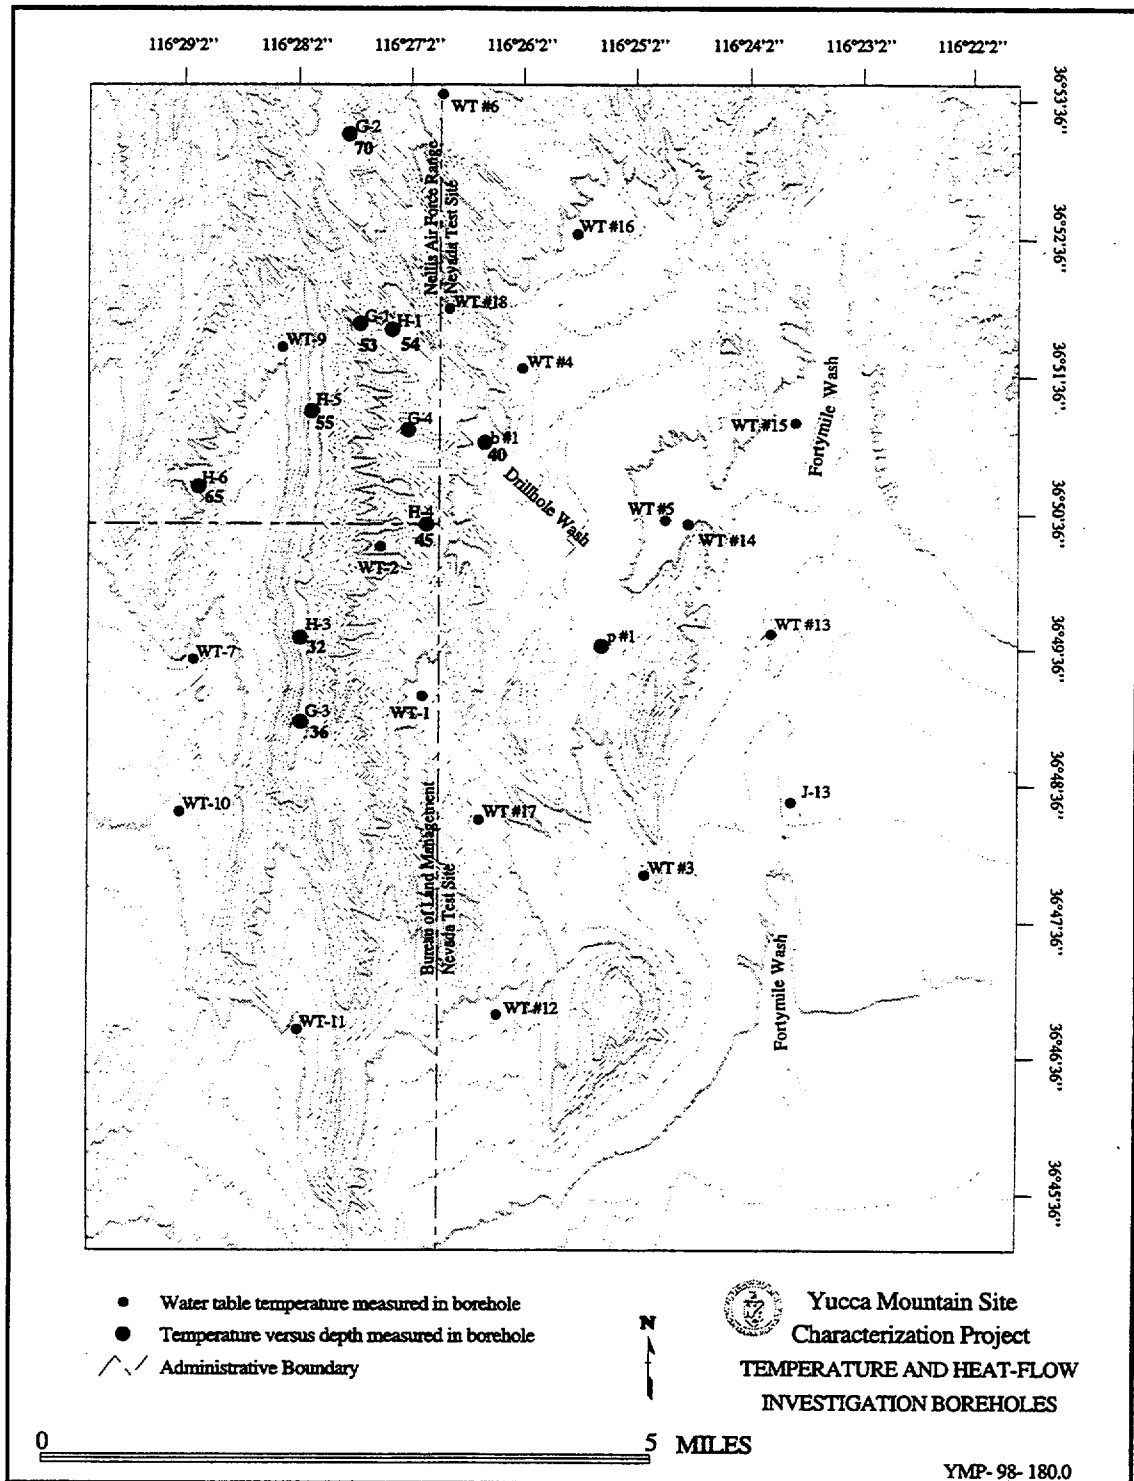 116°29'2" 116°28'2" 116°27'2" 116°26'2" 116°25'2" 116°24'2" 116°23'2" 116°22'2"
36°53'36"
WT #6
G-2
70
Nellis Air Force Range
Nevada Test Site
WT #16
36°52'36"
WT #18
G-1
53
H-1
54
WT-9
WT #4
36°51'36"
H-5
55
G-4
b #1
40
WT #15
Fortymile Wash
H-6
65
Drillhole Wash
H-4
45
WT #5
WT #14
36°50'36"
WT-2
H-3
32
p #1
WT #13
WT-7
36°49'36"
WT-1
G-3
36
WT-10
WT #17
J-13
36°48'36"
Bureau of Land Management
Nevada Test Site
WT #3
36°47'36"
Fortymile Wash
WT-11
WT-#12
36°46'36"
36°45'36"
Water table temperature measured in borehole
Temperature versus depth measured in borehole
Administrative Boundary
N
Yucca Mountain Site
Characterization Project
TEMPERATURE AND HEAT-FLOW
INVESTIGATION BOREHOLES
0 5 MILES
YMP- 98- 180.0